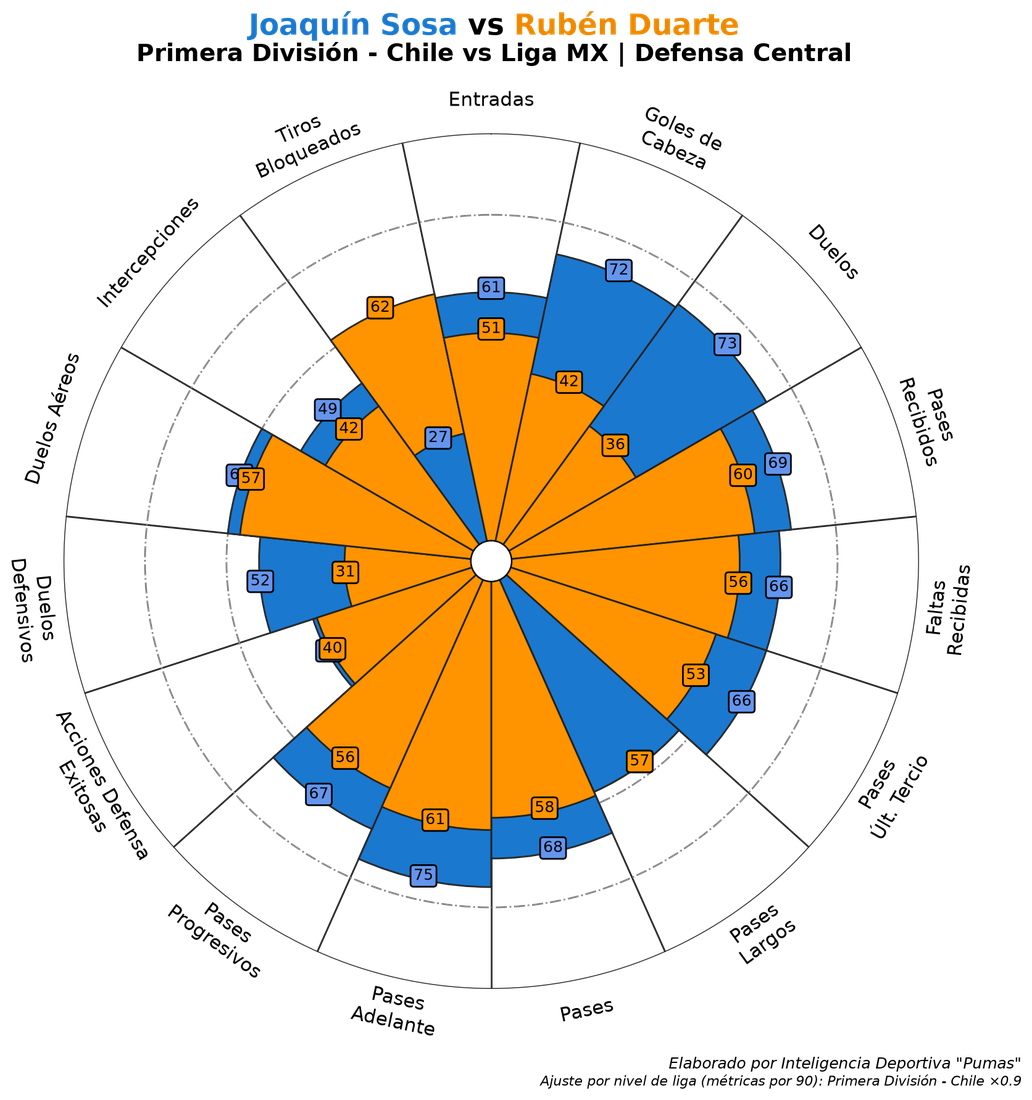 Joaquín Sosa vs Rubén Duarte
Primera División - Chile vs Liga MX | Defensa Central
Entradas
61
51
Goles de
Cabeza
72
42
Duelos
73
36
Pases
Recibidos
69
60
Faltas
Recibidas
66
56
Pases
Últ. Tercio
66
53
Pases
Largos
57
Pases
68
58
Pases
Adelante
75
61
Pases
Progresivos
67
56
Acciones Defensa
Exitosas
40
Duelos
Defensivos
52
31
Duelos Aéreos
57
Intercepciones
49
42
Tiros
Bloqueados
62
27
Elaborado por Inteligencia Deportiva "Pumas"
Ajuste por nivel de liga (métricas por 90): Primera División - Chile ×0.9